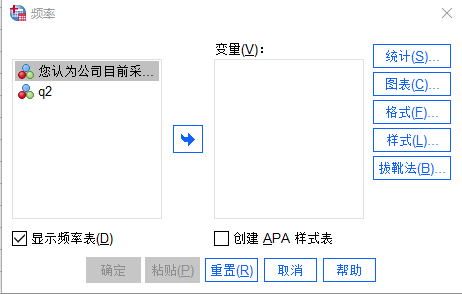 频率
变量(V)：
您认为公司目前采...
q2
统计(S)...
图表(C)...
格式(F)...
样式(L)...
拔靴法(B)...
显示频率表(D)
创建 APA 样式表
确定
粘贴(P)
重置(R)
取消
帮助